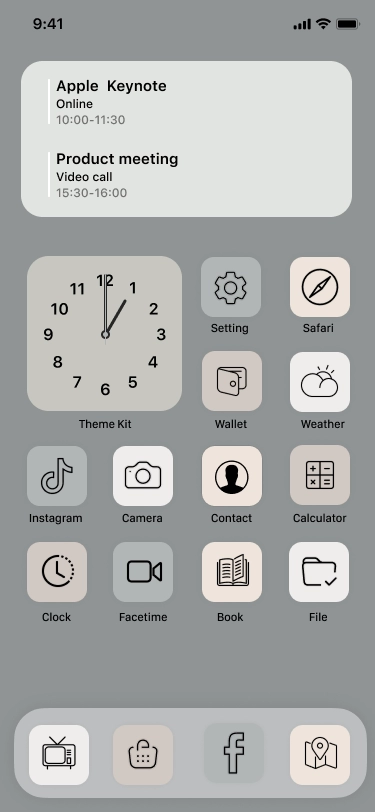 9:41
Apple Keynote
Online
10:00-11:30
Product meeting
Video call
15:30-16:00
12
11
1
10
2
9
3
8
4
7
5
6
Setting
Safari
Theme Kit
Wallet
Weather
Instagram
Camera
Contact
Calculator
Clock
Facetime
Book
File